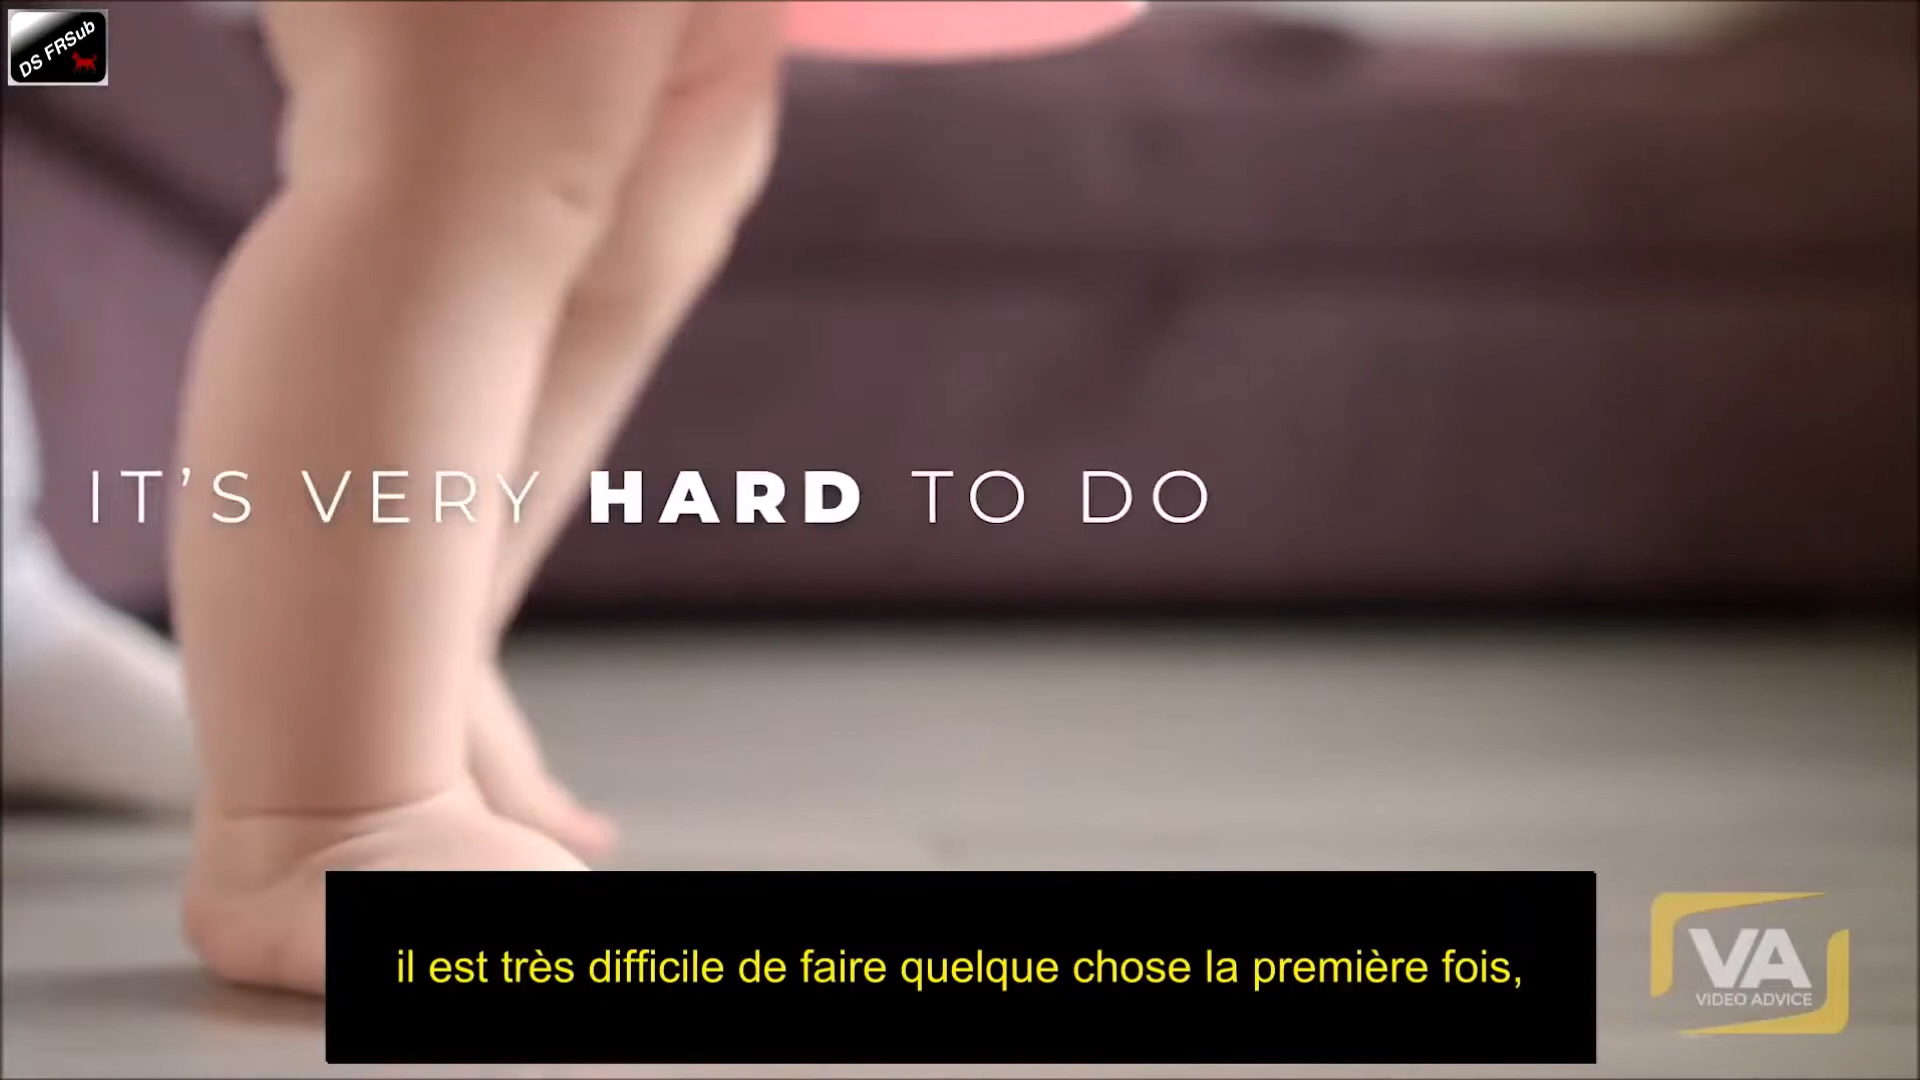 DS FRSub
IT'S VERY HARD TO DO
il est très difficile de faire quelque chose la première fois,
VA
VIDEO ADVICE